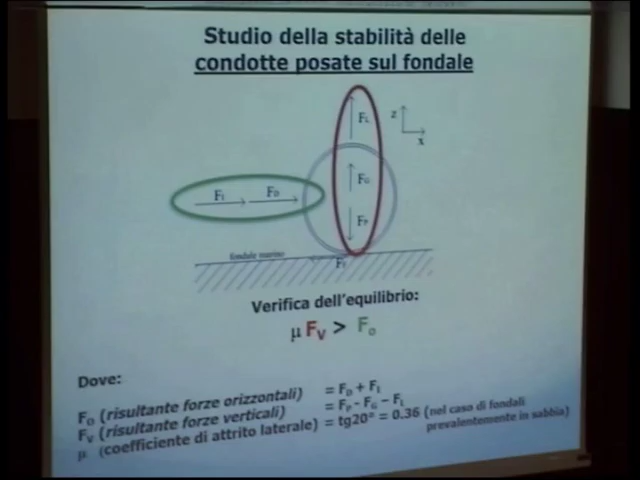 Studio della stabilità delle
condotte posate sul fondale
FL
z
x
FI
FD
FG
FP
fondale marino
Verifica dell'equilibrio:
μ FV > Fo
Dove:
Fo (risultante forze orizzontali) = FD + FI
FV (risultante forze verticali) = FP - FG - FL
μ (coefficiente di attrito laterale) = tg20° = 0.36 (nel caso di fondali
prevalentemente in sabbia)